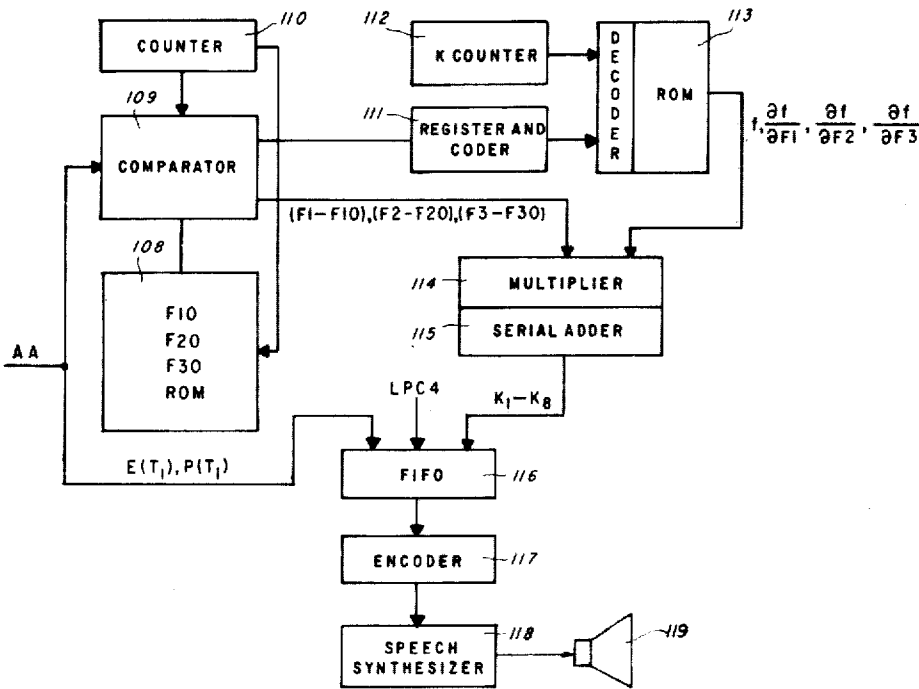 110
COUNTER
112
K COUNTER
113
DECODER
ROM
109
COMPARATOR
111
REGISTER AND
CODER
f, ∂f/∂F1, ∂f/∂F2, ∂f/∂F3
(F1-F10),(F2-F20),(F3-F30)
108
F10
F20
F30
ROM
114
MULTIPLIER
115
SERIAL ADDER
AA
LPC4
K₁-K₈
E(T₁), P(T₁)
FIFO
116
ENCODER
117
SPEECH
SYNTHESIZER
118
119